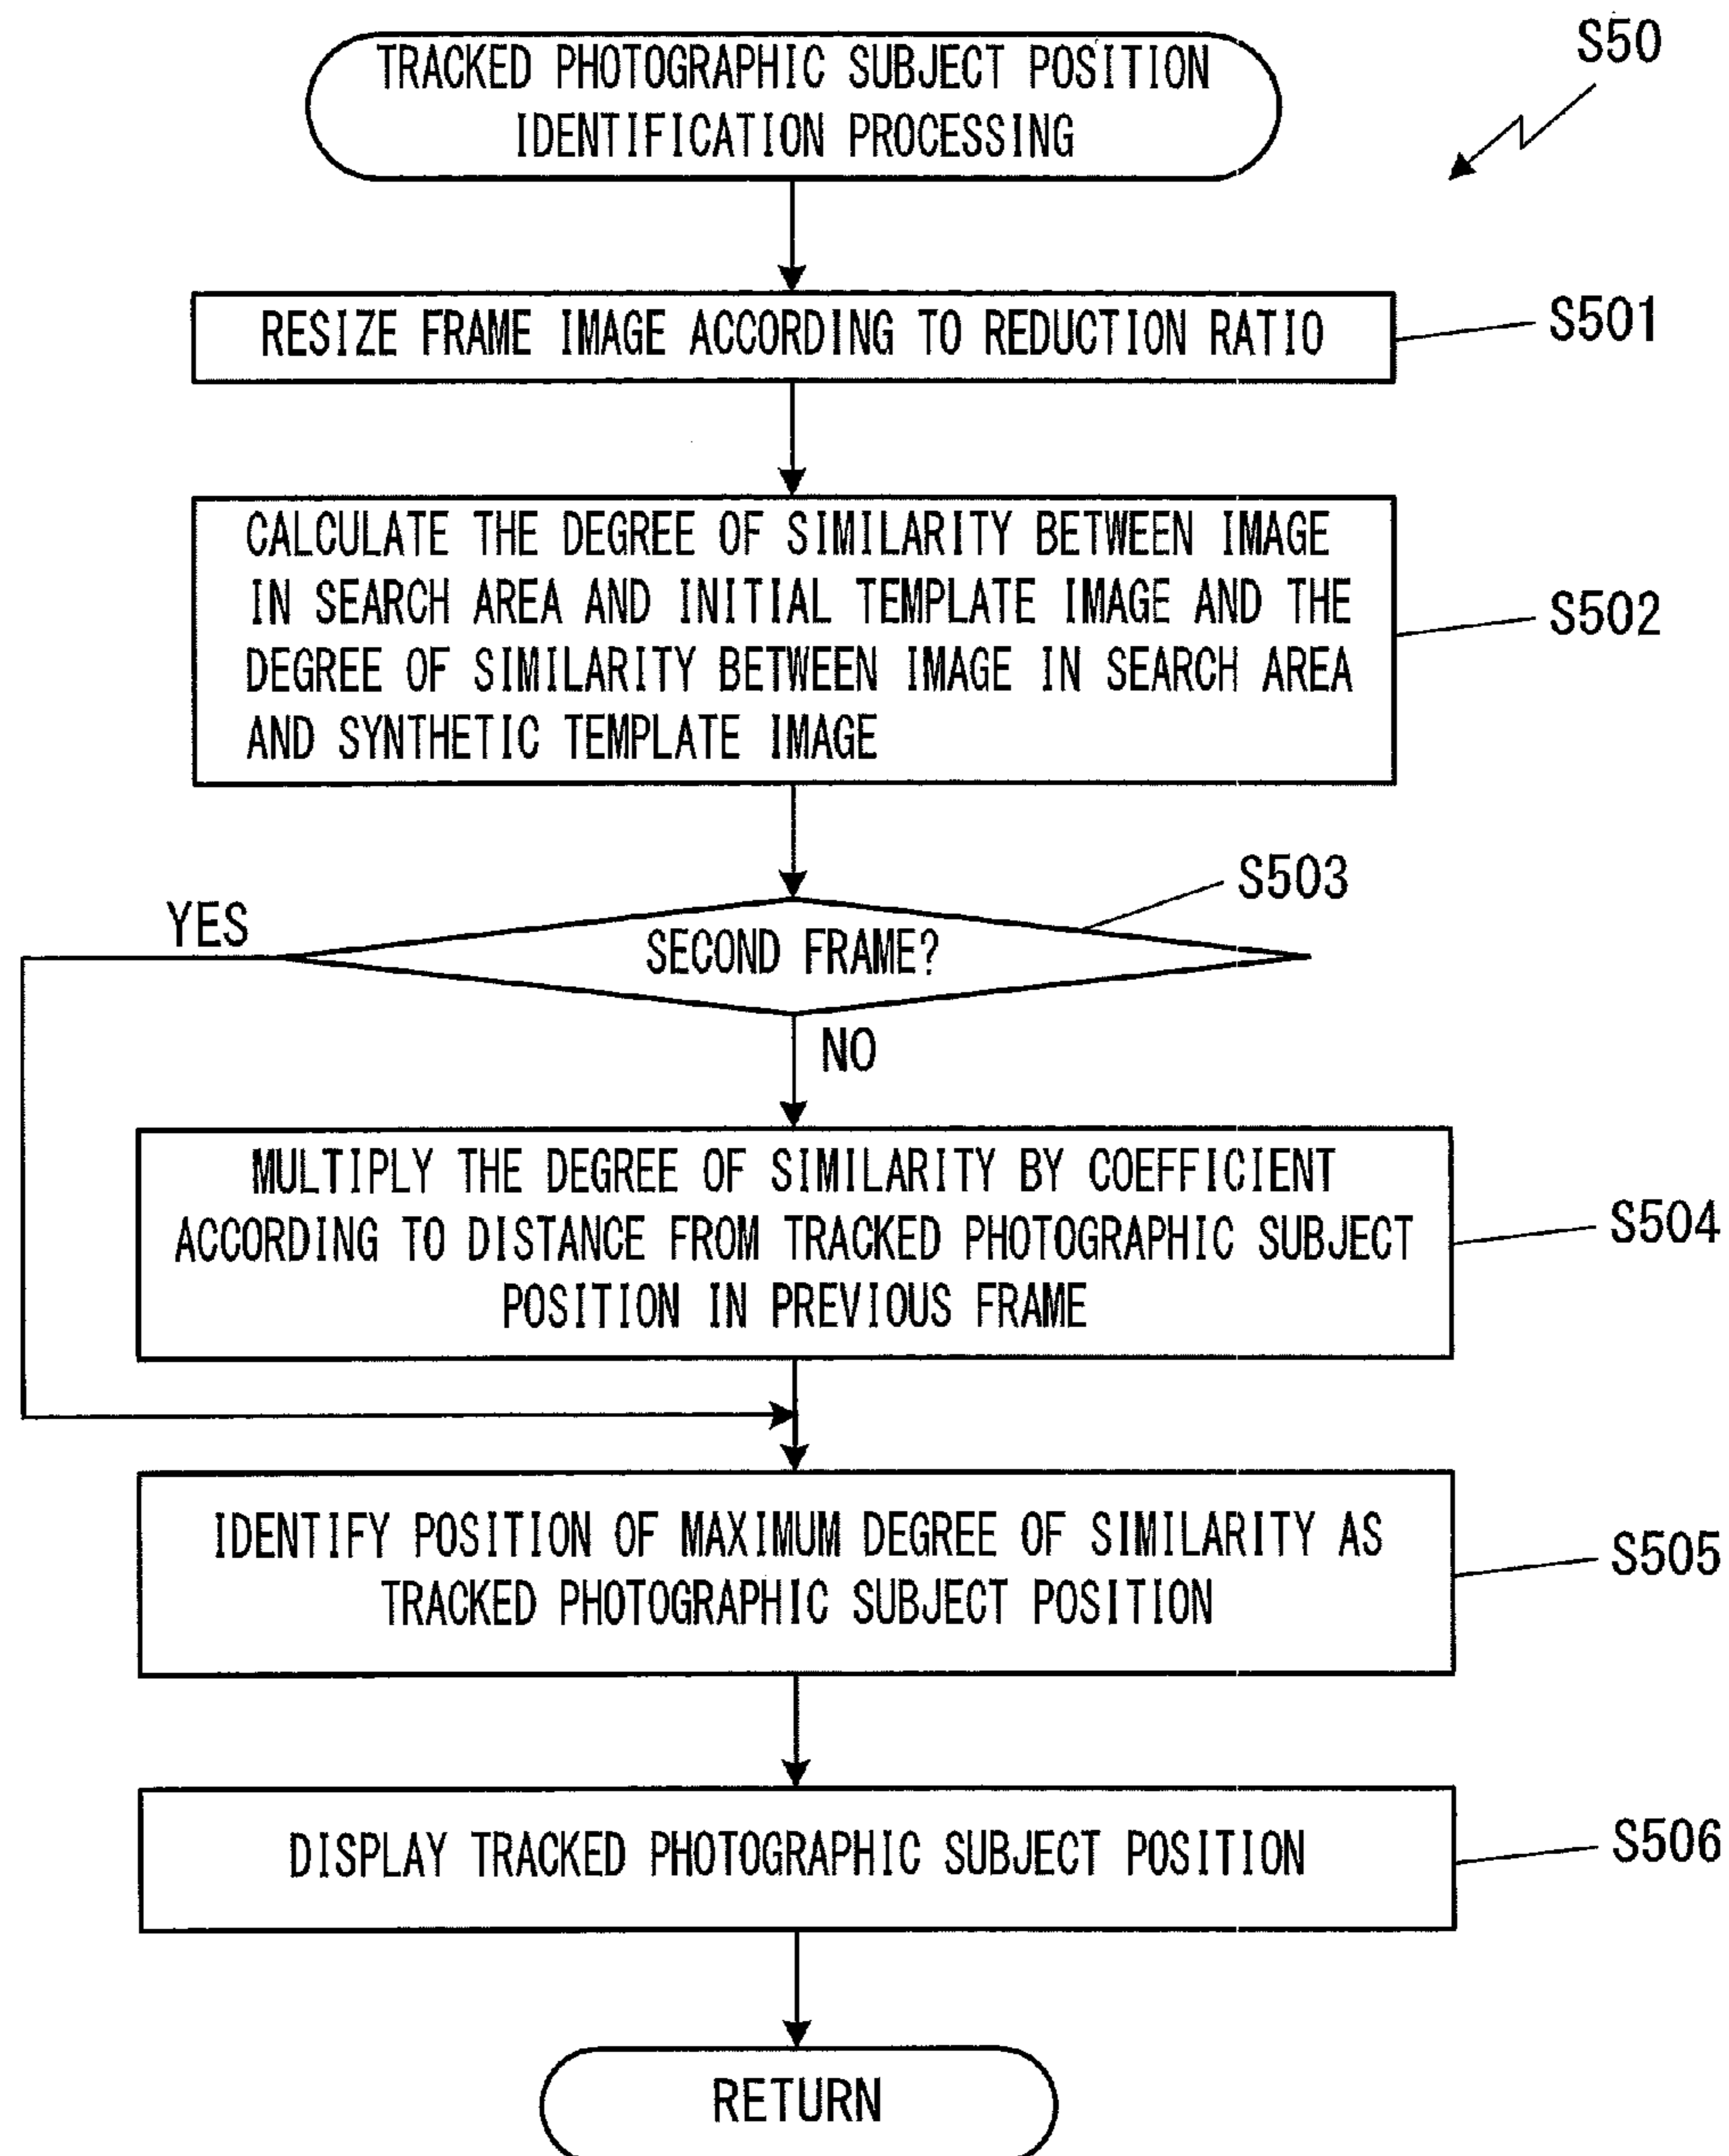 S50
TRACKED PHOTOGRAPHIC SUBJECT POSITION
IDENTIFICATION PROCESSING
RESIZE FRAME IMAGE ACCORDING TO REDUCTION RATIO
S501
CALCULATE THE DEGREE OF SIMILARITY BETWEEN IMAGE
IN SEARCH AREA AND INITIAL TEMPLATE IMAGE AND THE
DEGREE OF SIMILARITY BETWEEN IMAGE IN SEARCH AREA
AND SYNTHETIC TEMPLATE IMAGE
S502
S503
YES
SECOND FRAME?
NO
MULTIPLY THE DEGREE OF SIMILARITY BY COEFFICIENT
ACCORDING TO DISTANCE FROM TRACKED PHOTOGRAPHIC SUBJECT
POSITION IN PREVIOUS FRAME
S504
IDENTIFY POSITION OF MAXIMUM DEGREE OF SIMILARITY AS
TRACKED PHOTOGRAPHIC SUBJECT POSITION
S505
DISPLAY TRACKED PHOTOGRAPHIC SUBJECT POSITION
S506
RETURN